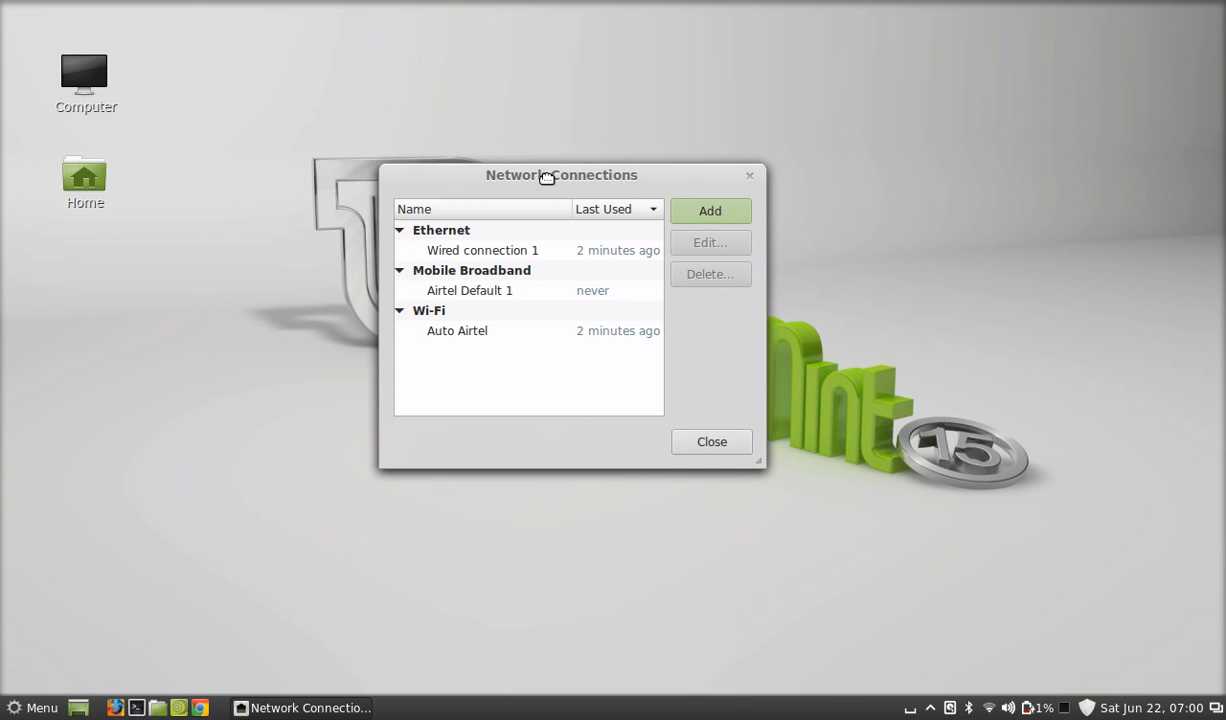 Computer
Home
Network Connections
Name Last Used
Add
Ethernet
Wired connection 1 2 minutes ago
Edit...
Mobile Broadband
Delete...
Airtel Default 1 never
Wi-Fi
Auto Airtel 2 minutes ago
Close
Mint
15
Menu Network Connectio... 1% Sat Jun 22, 07:00